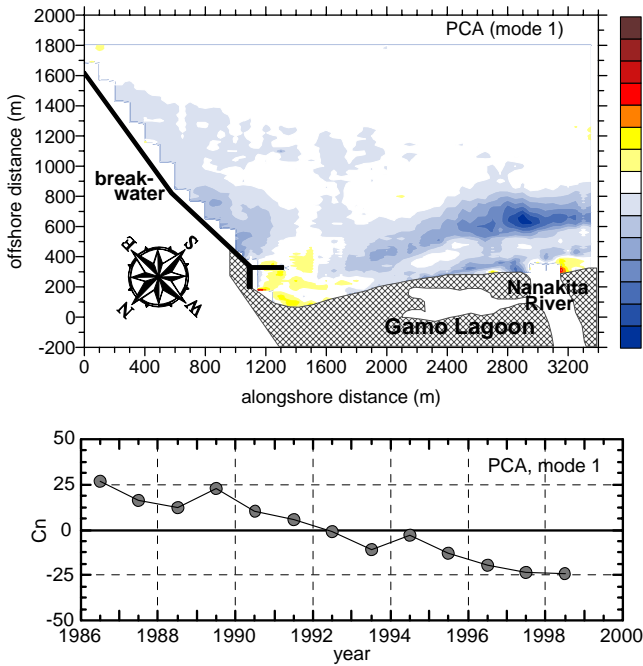 2000
1800
1600
1400
1200
1000
800
600
400
200
0
-200
offshore distance (m)
PCA (mode 1)
break-
water
N
E
S
W
Nanakita
River
Gamo Lagoon
0 400 800 1200 1600 2000 2400 2800 3200
alongshore distance (m)
50
25
0
-25
-50
Cn
PCA, mode 1
1986 1988 1990 1992 1994 1996 1998 2000
year